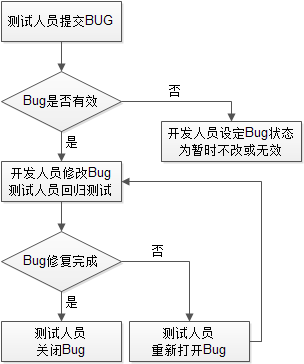 测试人员提交BUG
Bug是否有效
否
开发人员设定Bug状态
为暂时不改或无效
是
开发人员修改Bug
测试人员回归测试
Bug修复完成
否
是
测试人员
关闭Bug
测试人员
重新打开Bug